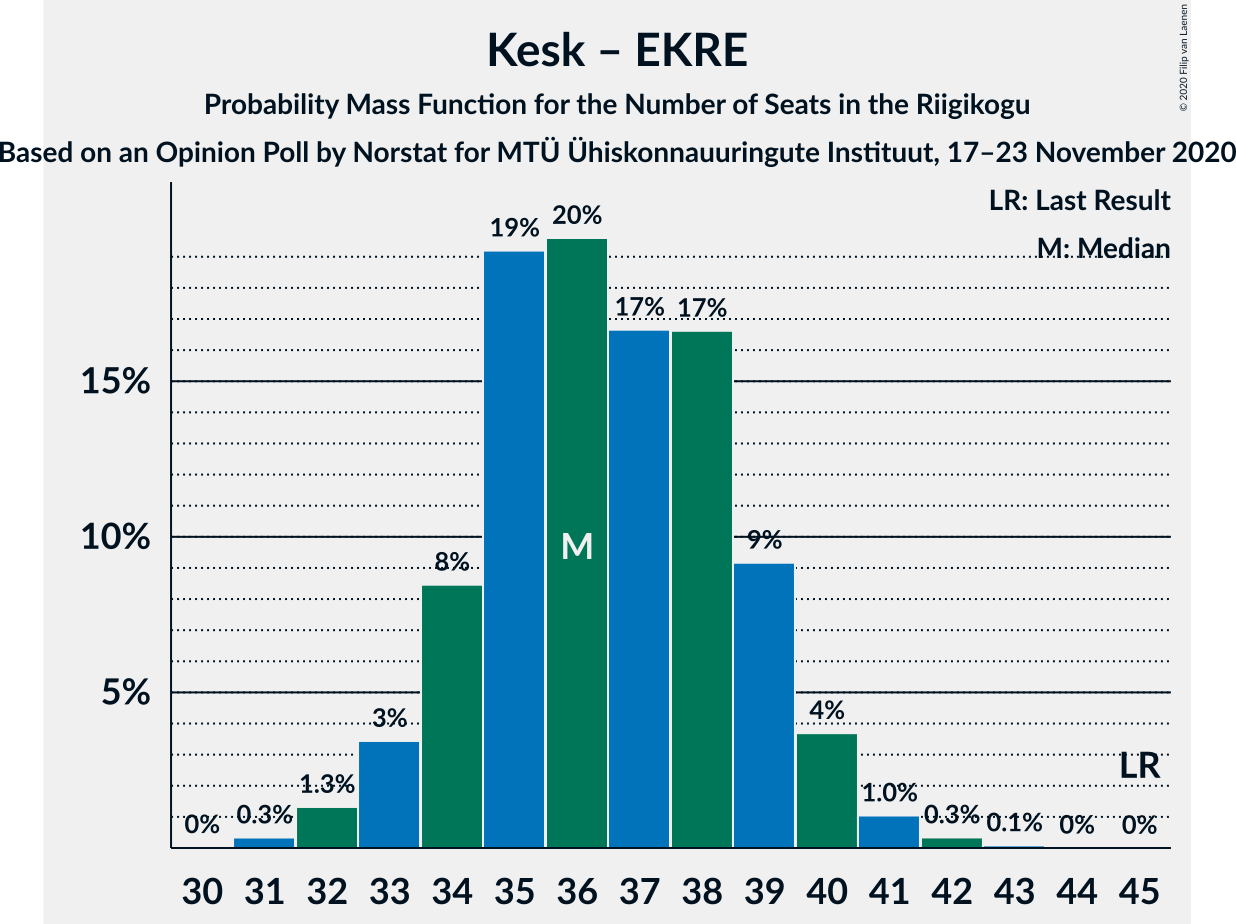 Kesk – EKRE
Probability Mass Function for the Number of Seats in the Riigikogu
Based on an Opinion Poll by Norstat for MTÜ Ühiskonnauuringute Instituut, 17–23 November 2020
© 2020 Filip van Laenen
LR: Last Result
M: Median
15%
10%
5%
0% 0.3% 1.3% 3% 8% 19% 20% 17% 17% 9% 4% 1.0% 0.3% 0.1% 0% 0%
M
LR
30 31 32 33 34 35 36 37 38 39 40 41 42 43 44 45